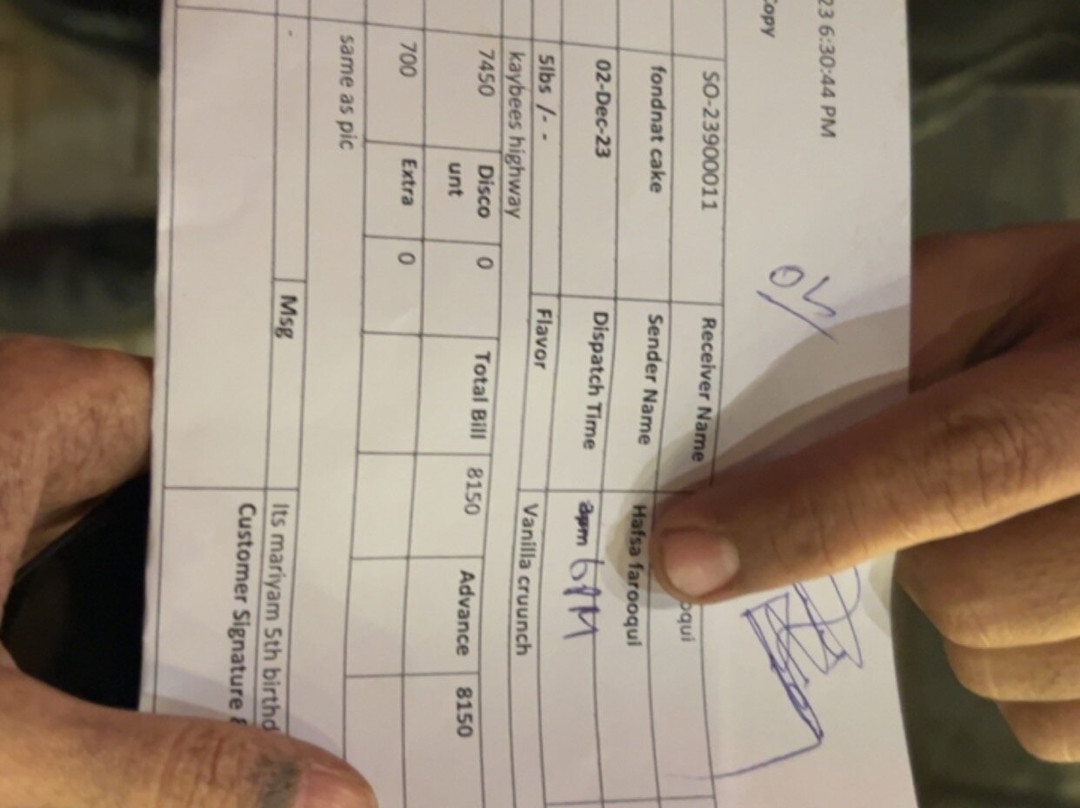 23 6:30:44 PM
Copy
SO-23900011 Receiver Name oqui
fondnat cake Sender Name Hafsa farooqui
02-Dec-23 Dispatch Time 6PM
5lbs /- - Flavor Vanilla cruunch
kaybees highway
7450 Disco unt 0 Total Bill 8150 Advance 8150
700 Extra 0
same as pic
- Msg Its mariyam 5th birthd
Customer Signature